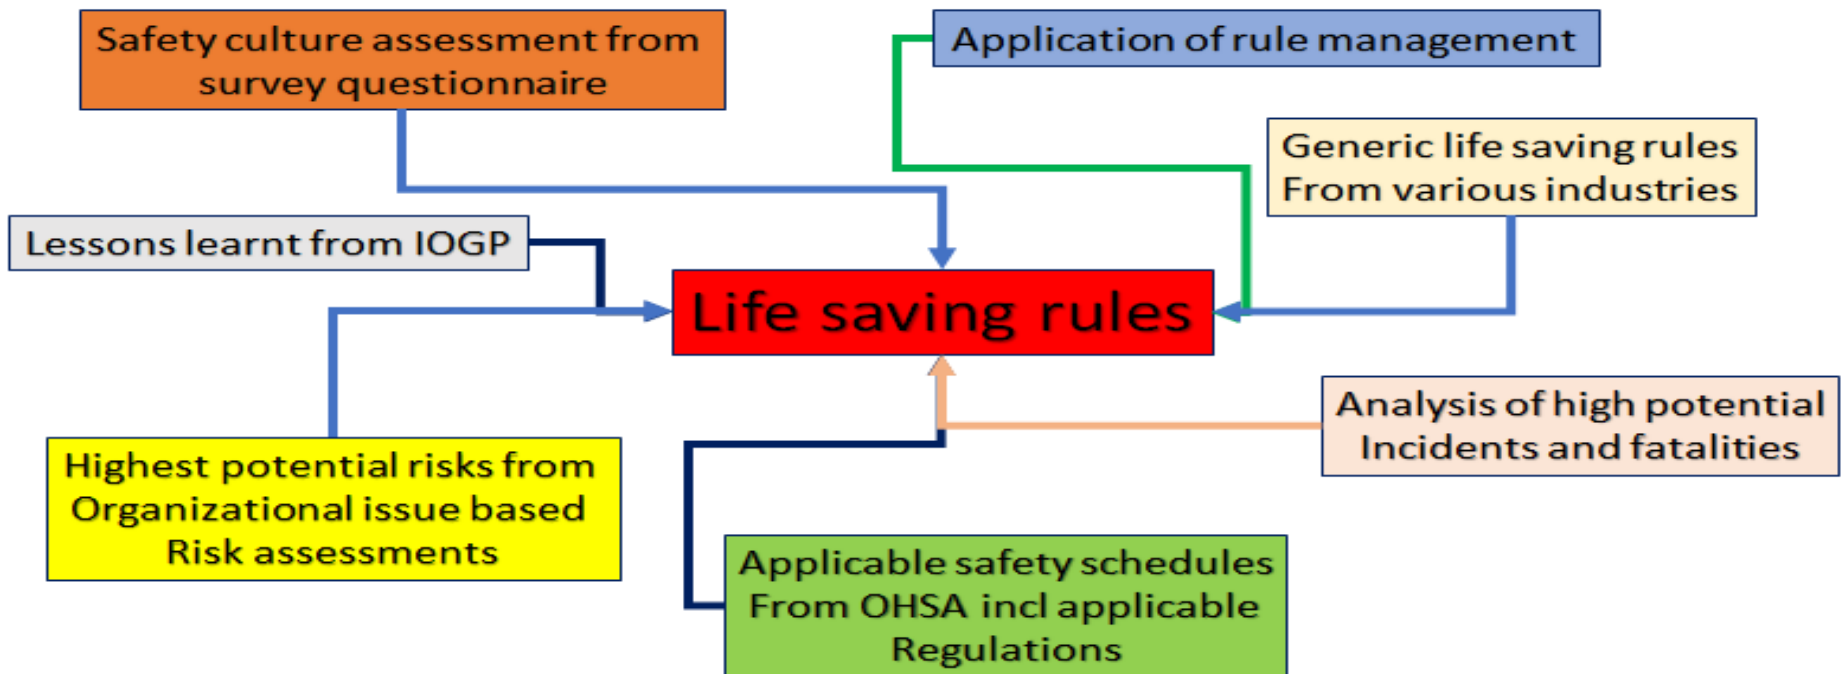 Safety culture assessment from
survey questionnaire
Application of rule management
Generic life saving rules
From various industries
Lessons learnt from IOGP
Life saving rules
Analysis of high potential
Incidents and fatalities
Highest potential risks from
Organizational issue based
Risk assessments
Applicable safety schedules
From OHSA incl applicable
Regulations